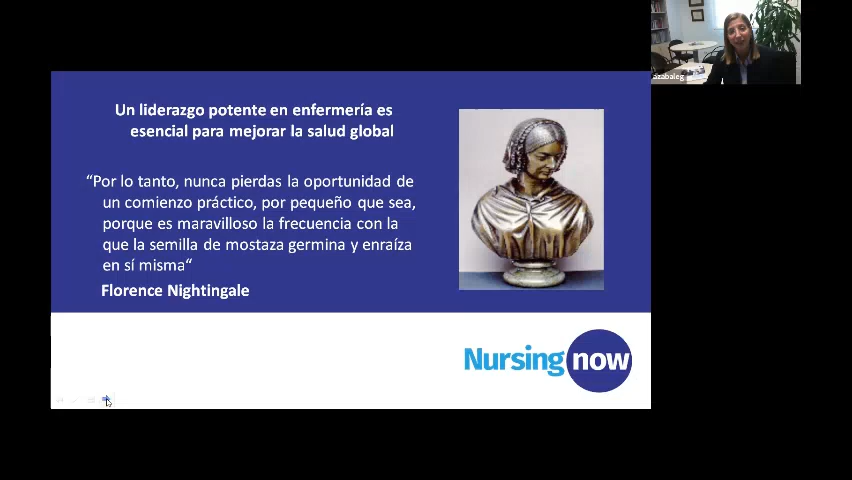 azabaleg
Un liderazgo potente en enfermería es
esencial para mejorar la salud global
“Por lo tanto, nunca pierdas la oportunidad de
un comienzo práctico, por pequeño que sea,
porque es maravilloso la frecuencia con la
que la semilla de mostaza germina y enraíza
en sí misma“
Florence Nightingale
Nursing now